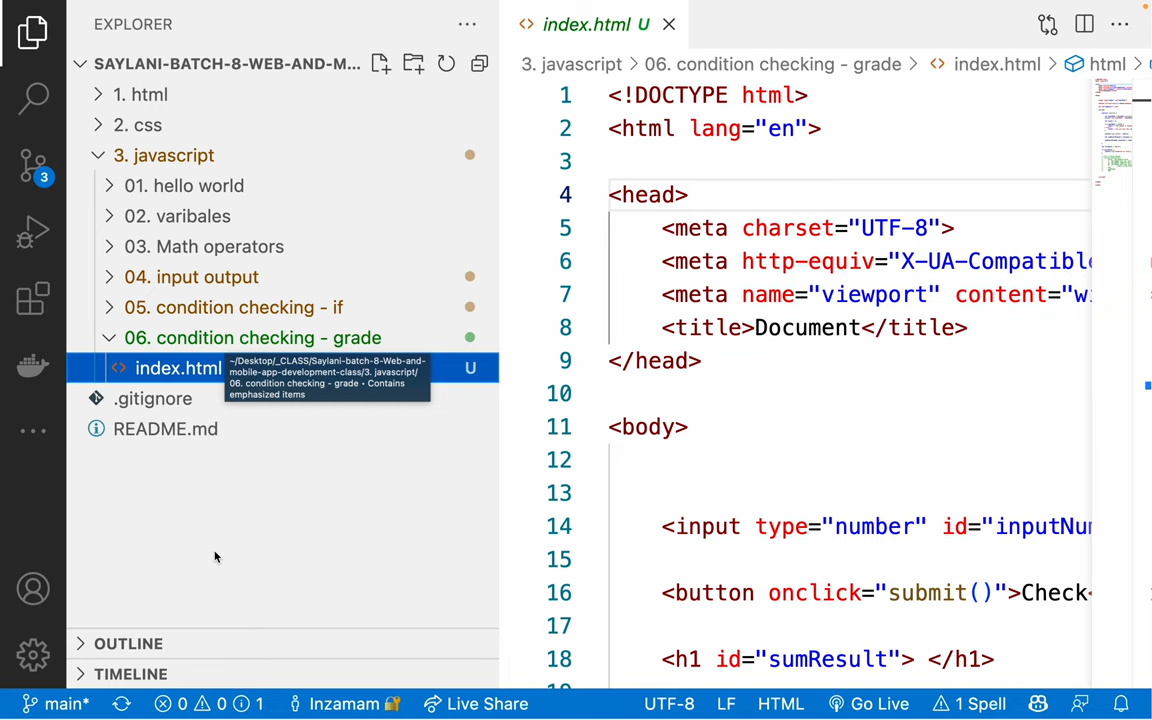 EXPLORER
SAYLANI-BATCH-8-WEB-AND-M...
1. html
2. css
3. javascript
01. hello world
02. varibales
03. Math operators
04. input output
05. condition checking - if
06. condition checking - grade
index.html U
~/Desktop/_CLASS/Saylani-batch-8-Web-and-
mobile-app-development-class/3. javascript/
06. condition checking - grade • Contains
emphasized items
.gitignore
README.md
OUTLINE
TIMELINE
3
index.html U
3. javascript > 06. condition checking - grade > index.html > html >
1 <!DOCTYPE html>
2 <html lang="en">
3
4 <head>
5 <meta charset="UTF-8">
6 <meta http-equiv="X-UA-Compatible
7 <meta name="viewport" content="wi
8 <title>Document</title>
9 </head>
10
11 <body>
12
13
14 <input type="number" id="inputNum
15
16 <button onclick="submit()">Check<
17
18 <h1 id="sumResult"> </h1>
main* 0 0 1 Inzamam Live Share UTF-8 LF HTML Go Live 1 Spell